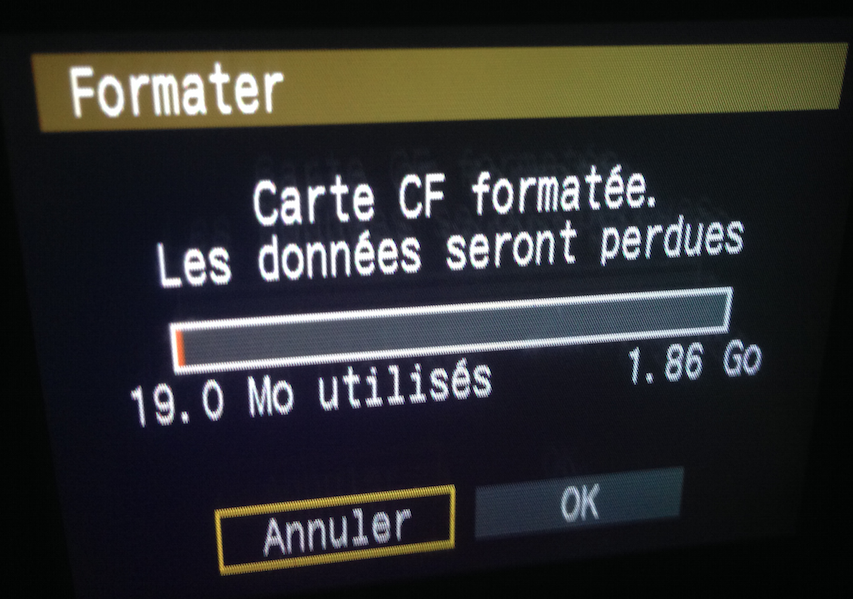 Formater
Carte CF formatée.
Les données seront perdues
19.0 Mo utilisés
1.86 Go
Annuler
OK